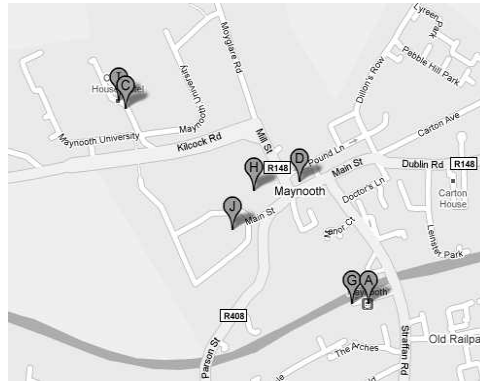 Lyreen Park
Moyglare Rd
Pebble Hill Park
Dillon's Row
I
C
House
Maynooth University
Maynooth University
Kilcock Rd
Mill St
Carton Ave
Pound Ln
D
Main St
Dublin Rd
R148
H
R148
Maynooth
Doctor's Ln
Carton House
J
Main St
Leinster Park
G
A
R408
Old Railpa
Straffan Rd
Parson St
The Arches